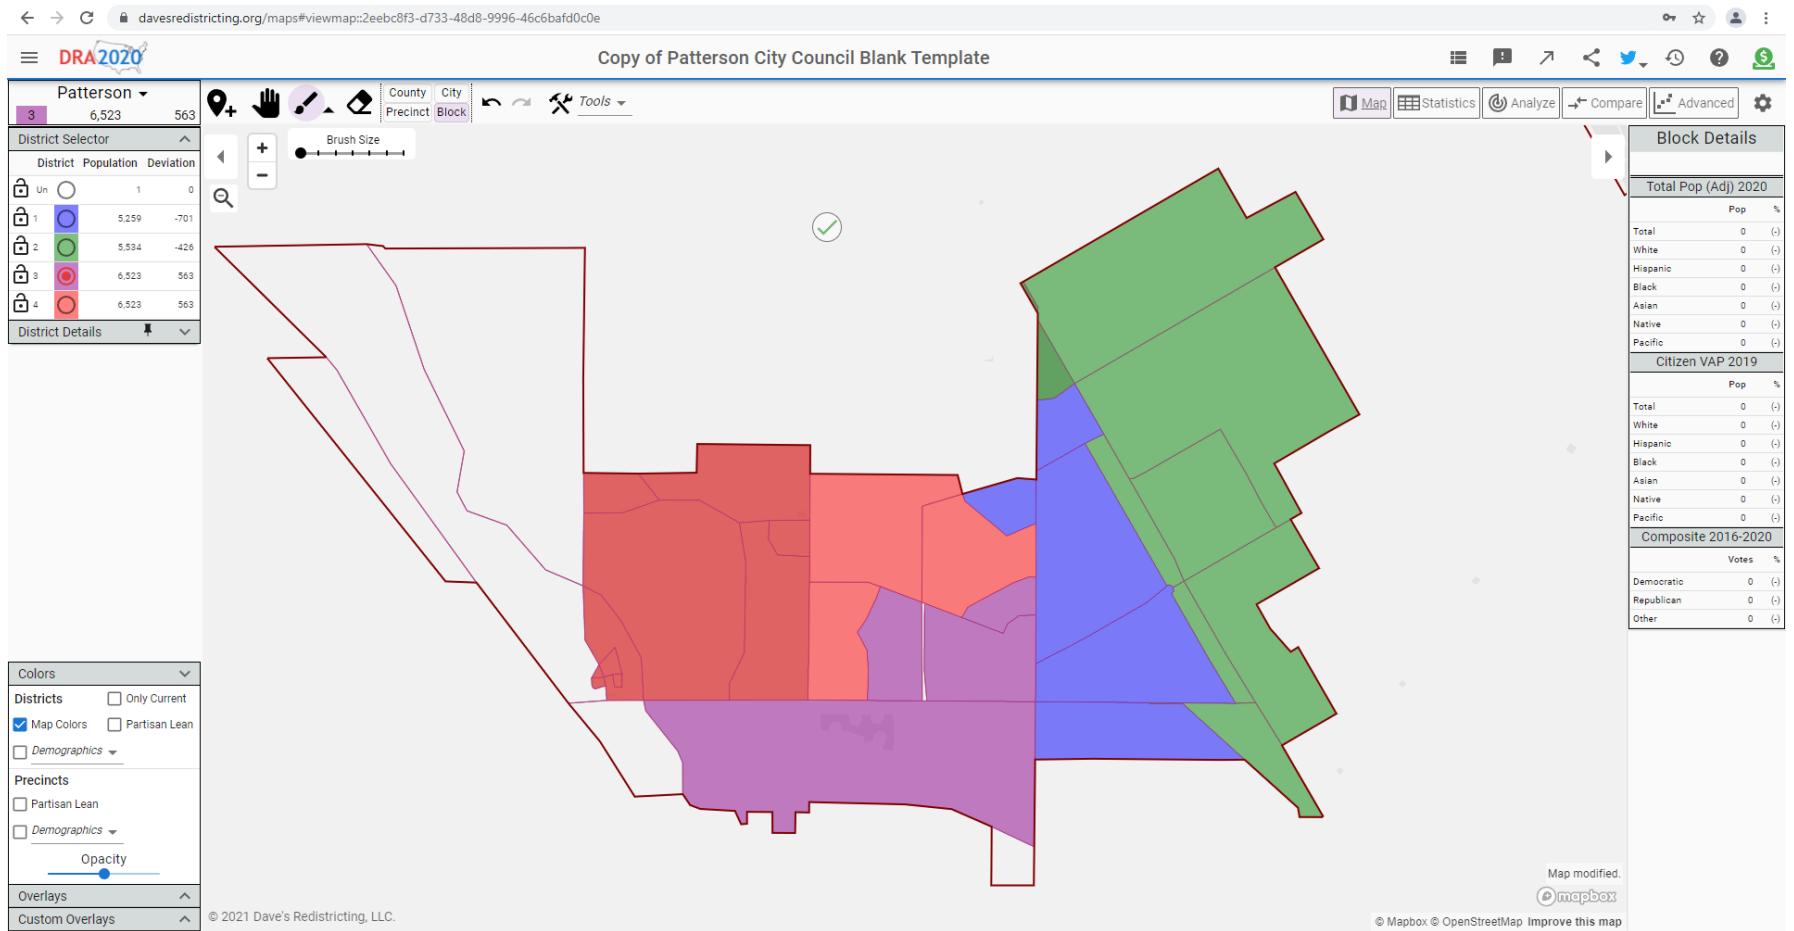 davesredistricting.org/maps#viewmap::2eebc8f3-d733-48d8-9996-46c6bafd0c0e
DRA2020
Copy of Patterson City Council Blank Template
Patterson
3 6,523 563
County City
Precinct Block
Tools
Map Statistics Analyze Compare Advanced
District Selector
District Population Deviation
Un 1 0
1 5,259 -701
2 5,534 -426
3 6,523 563
4 6,523 563
District Details
Brush Size
Block Details
Total Pop (Adj) 2020
Pop %
Total 0 (-)
White 0 (-)
Hispanic 0 (-)
Black 0 (-)
Asian 0 (-)
Native 0 (-)
Pacific 0 (-)
Citizen VAP 2019
Pop %
Total 0 (-)
White 0 (-)
Hispanic 0 (-)
Black 0 (-)
Asian 0 (-)
Native 0 (-)
Pacific 0 (-)
Composite 2016-2020
Votes %
Democratic 0 (-)
Republican 0 (-)
Other 0 (-)
Colors
Districts Only Current
Map Colors Partisan Lean
Demographics
Precincts
Partisan Lean
Demographics
Opacity
Overlays
Custom Overlays
© 2021 Dave's Redistricting, LLC.
Map modified.
mapbox
© Mapbox © OpenStreetMap Improve this map